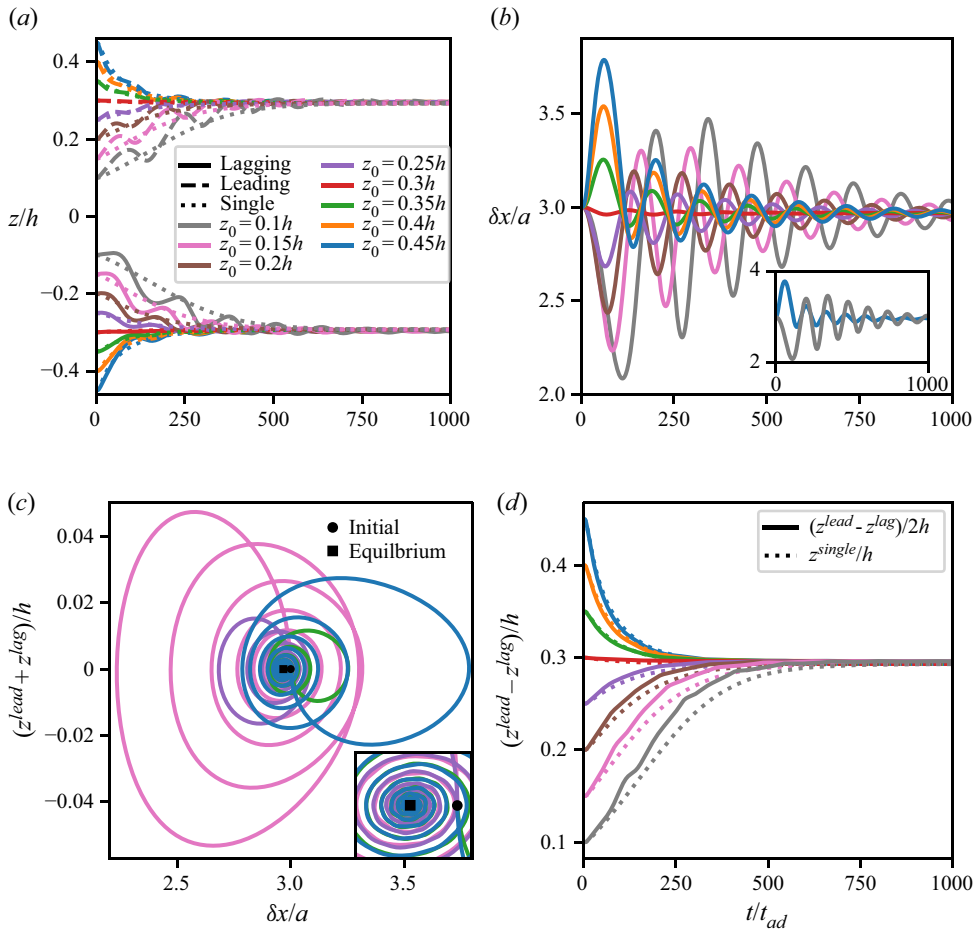 (a)
0.4
0.2
0
−0.2
−0.4
z/h
Lagging
Leading
Single
z0 = 0.1h
z0 = 0.15h
z0 = 0.2h
z0 = 0.25h
z0 = 0.3h
z0 = 0.35h
z0 = 0.4h
z0 = 0.45h
0 250 500 750 1000
(b)
3.5
3.0
2.5
2.0
δx/a
4
2
0 1000
0 250 500 750 1000
(c)
0.04
0.02
0
−0.02
−0.04
(z^lead + z^lag)/h
Initial
Equilbrium
2.5 3.0 3.5
δx/a
(d)
0.4
0.3
0.2
0.1
(z^lead − z^lag)/h
(z^lead - z^lag)/2h
z^single/h
0 250 500 750 1000
t/t_ad